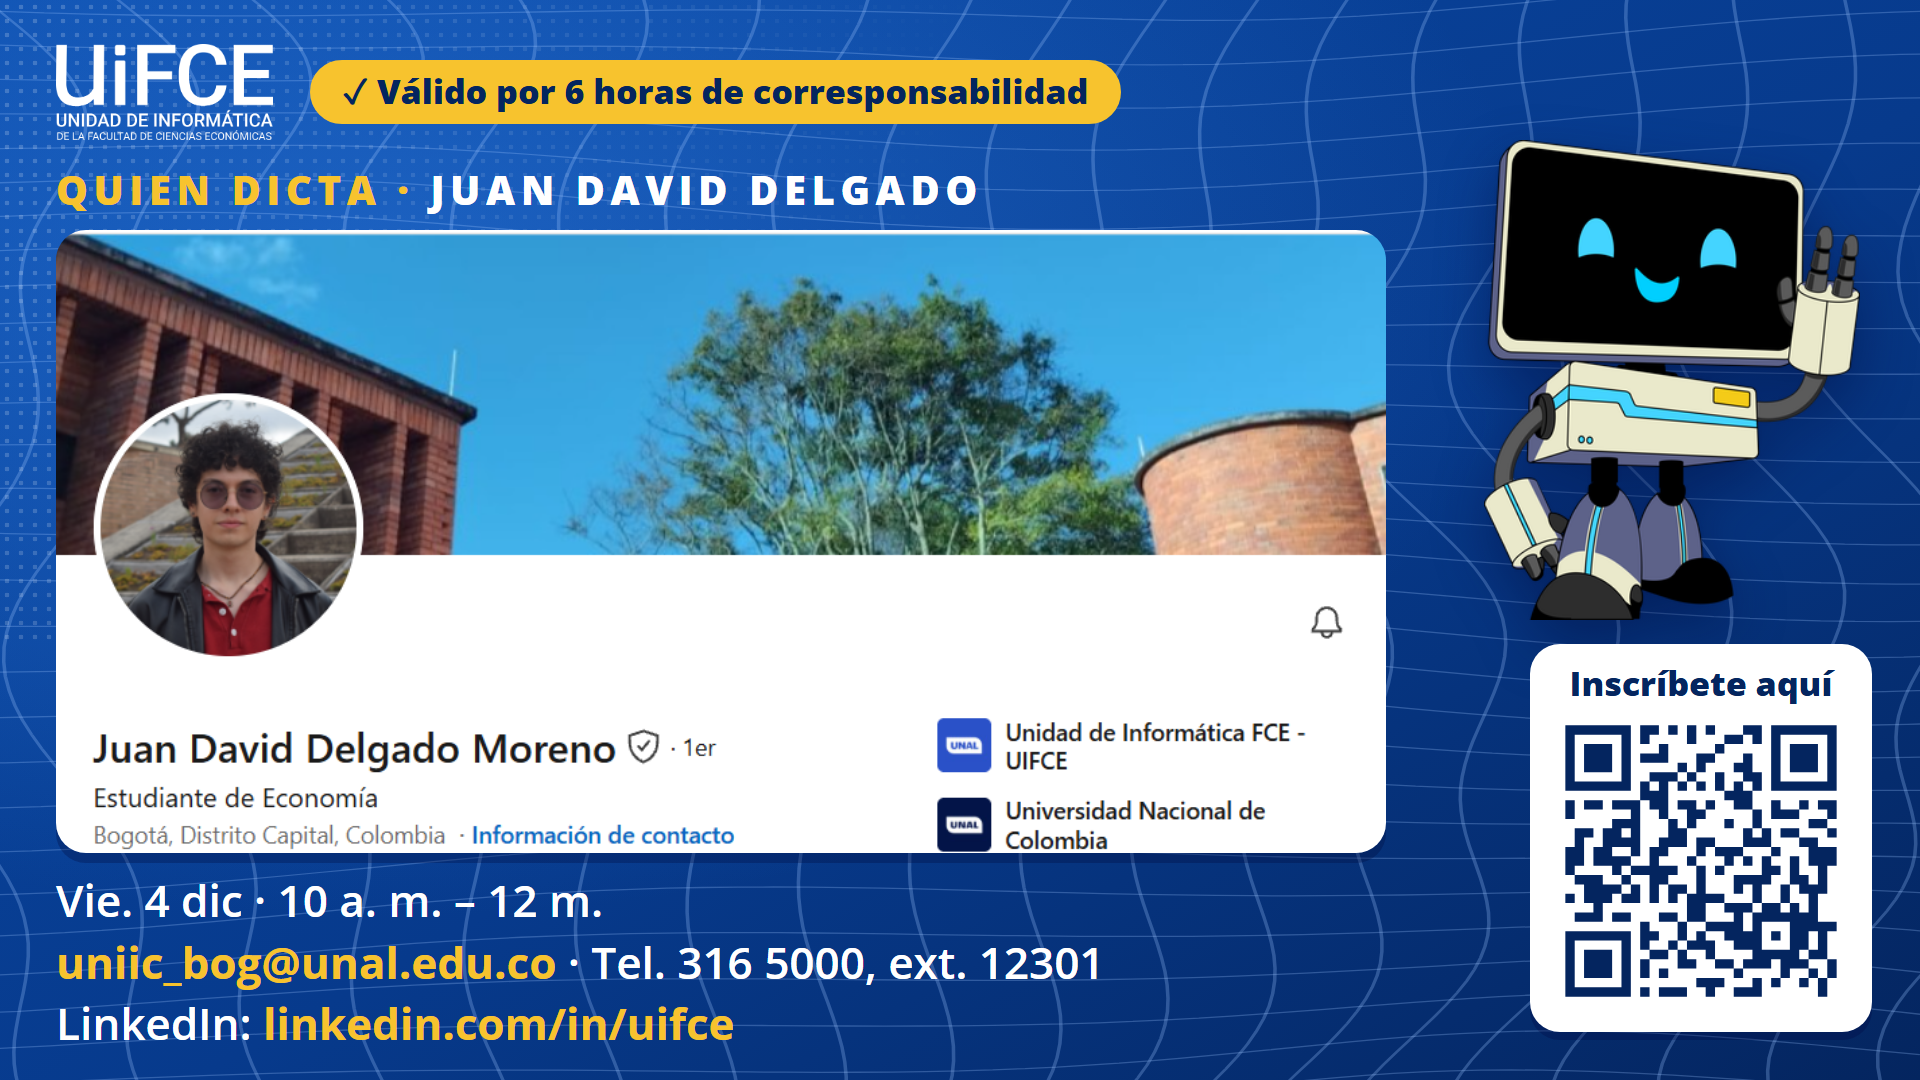 UiFCE
UNIDAD DE INFORMÁTICA
DE LA FACULTAD DE CIENCIAS ECONÓMICAS
✓ Válido por 6 horas de corresponsabilidad
QUIEN DICTA · JUAN DAVID DELGADO
Juan David Delgado Moreno · 1er
Estudiante de Economía
Bogotá, Distrito Capital, Colombia · Información de contacto
UNAL
Unidad de Informática FCE -
UIFCE
UNAL
Universidad Nacional de
Colombia
Vie. 4 dic · 10 a. m. – 12 m.
uniic_bog@unal.edu.co · Tel. 316 5000, ext. 12301
LinkedIn: linkedin.com/in/uifce
Inscríbete aquí